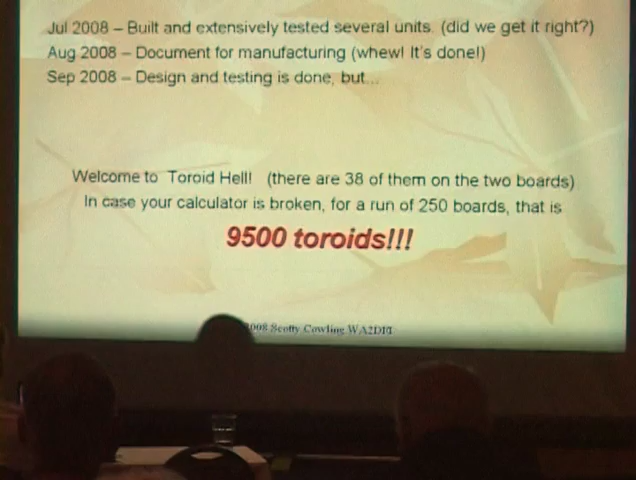 Jul 2008 – Built and extensively tested several units. (did we get it right?)
Aug 2008 – Document for manufacturing (whew! It's done!)
Sep 2008 – Design and testing is done, but...
Welcome to Toroid Hell! (there are 38 of them on the two boards)
In case your calculator is broken, for a run of 250 boards, that is
9500 toroids!!!
2008 Scotty Cowling WA2DFI